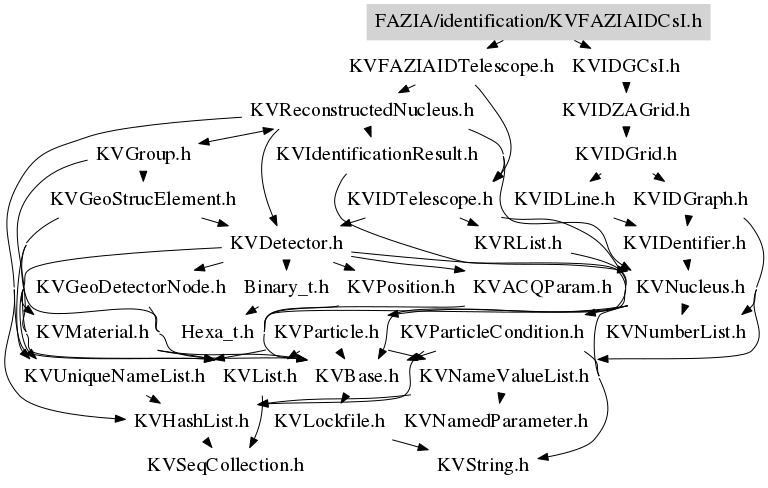 FAZIA/identification/KVFAZIAIDCsI.h
KVFAZIAIDTelescope.h KVIDGCsI.h
KVReconstructedNucleus.h KVIDZAGrid.h
KVGroup.h KVIdentificationResult.h KVIDGrid.h
KVGeoStrucElement.h KVIDTelescope.h KVIDLine.h KVIDGraph.h
KVDetector.h KVRList.h KVIDentifier.h
KVGeoDetectorNode.h Binary_t.h KVPosition.h KVACQParam.h KVNucleus.h
KVMaterial.h Hexa_t.h KVParticle.h KVParticleCondition.h KVNumberList.h
KVUniqueNameList.h KVList.h KVBase.h KVNameValueList.h
KVHashList.h KVLockfile.h KVNamedParameter.h
KVSeqCollection.h KVString.h